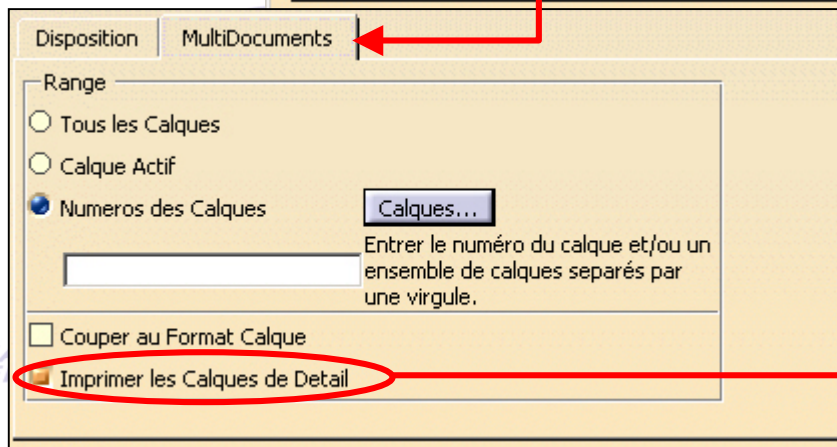 Disposition
MultiDocuments
Range
Tous les Calques
Calque Actif
Numeros des Calques
Calques...
Entrer le numéro du calque et/ou un
ensemble de calques separés par
une virgule.
Couper au Format Calque
Imprimer les Calques de Detail